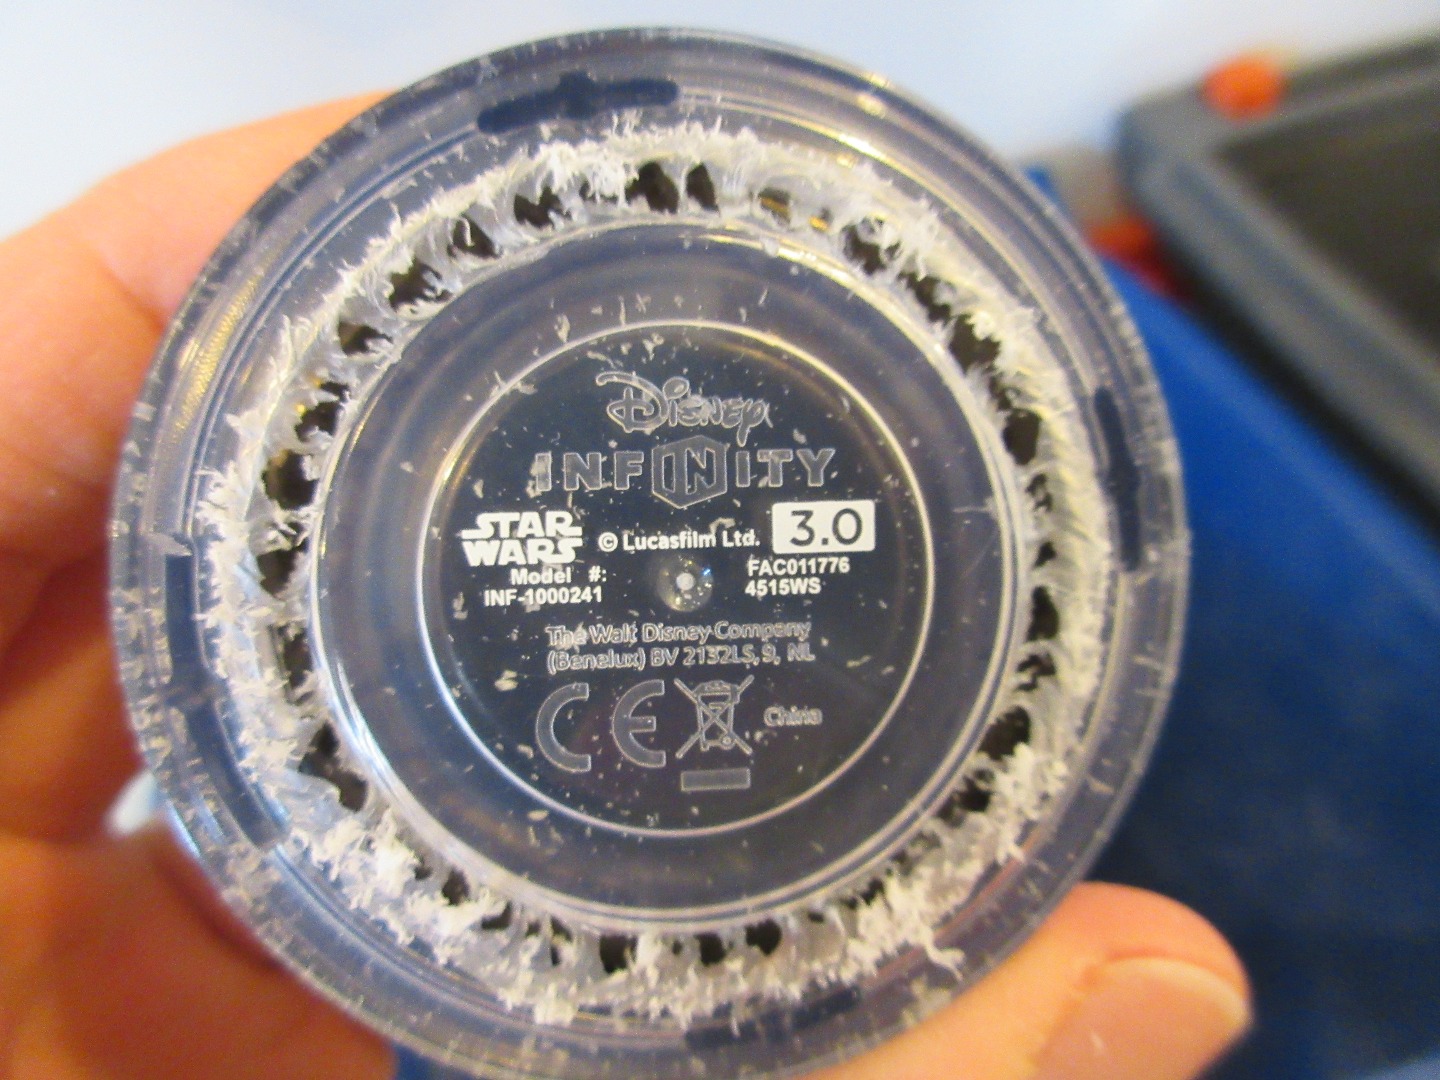 Disney
INFINITY
STAR WARS © Lucasfilm Ltd. 3.0
Model #: FAC011776
INF-1000241 4515WS
The Walt Disney Company
(Benelux) BV 2132LS, 9, NL
CE China